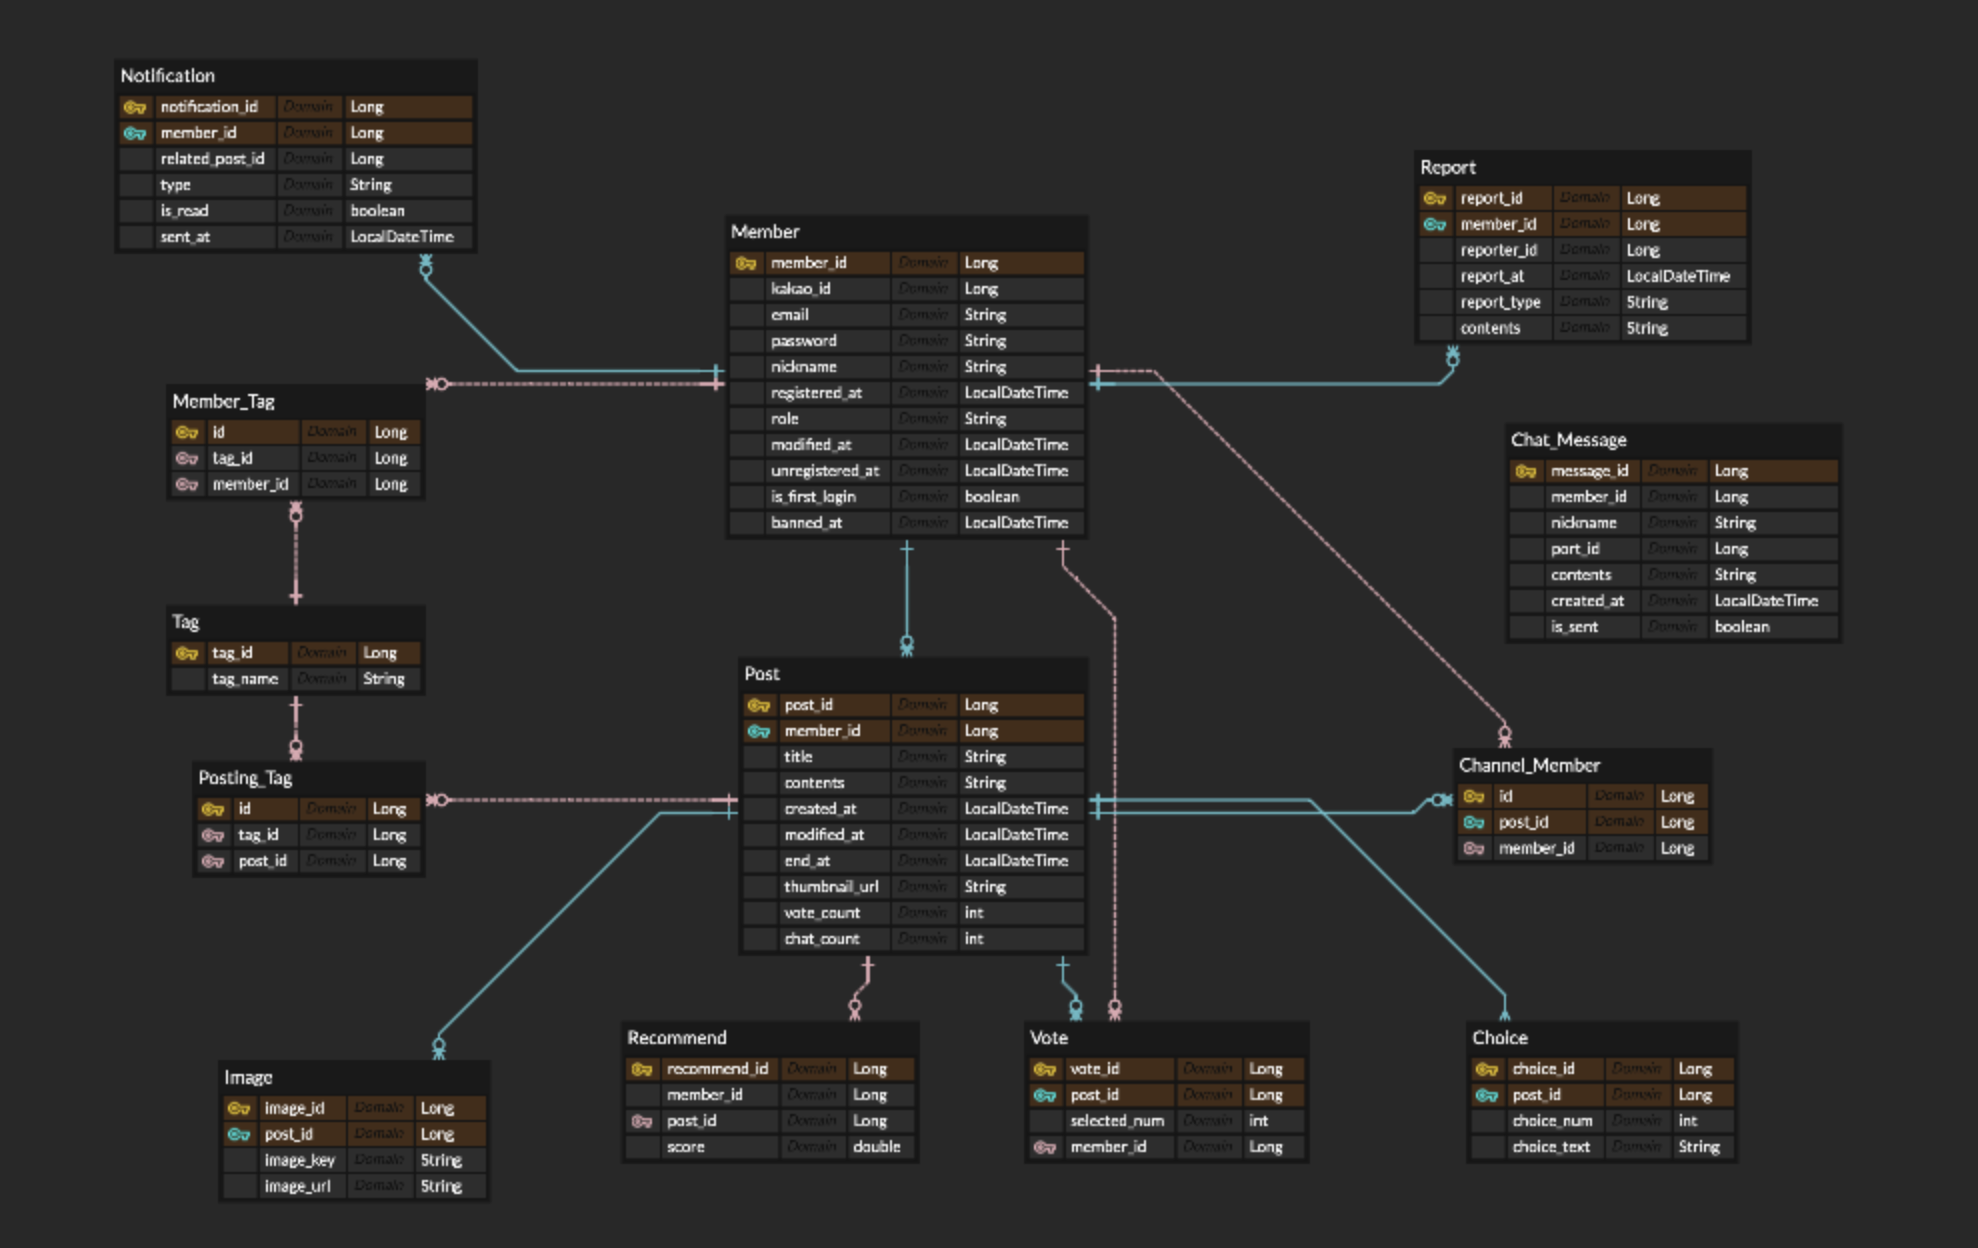 Notification
notification_id Domain Long
member_id Domain Long
related_post_id Domain Long
type Domain String
is_read Domain boolean
sent_at Domain LocalDateTime
Member
member_id Domain Long
kakao_id Domain Long
email Domain String
password Domain String
nickname Domain String
registered_at Domain LocalDateTime
role Domain String
modified_at Domain LocalDateTime
unregistered_at Domain LocalDateTime
is_first_login Domain boolean
banned_at Domain LocalDateTime
Report
report_id Domain Long
member_id Domain Long
reporter_id Domain Long
report_at Domain LocalDateTime
report_type Domain String
contents Domain String
Member_Tag
id Domain Long
tag_id Domain Long
member_id Domain Long
Chat_Message
message_id Domain Long
member_id Domain Long
nickname Domain String
port_id Domain Long
contents Domain String
created_at Domain LocalDateTime
is_sent Domain boolean
Tag
tag_id Domain Long
tag_name Domain String
Post
post_id Domain Long
member_id Domain Long
title Domain String
contents Domain String
created_at Domain LocalDateTime
modified_at Domain LocalDateTime
end_at Domain LocalDateTime
thumbnail_url Domain String
vote_count Domain int
chat_count Domain int
Posting_Tag
id Domain Long
tag_id Domain Long
post_id Domain Long
Channel_Member
id Domain Long
post_id Domain Long
member_id Domain Long
Image
image_id Domain Long
post_id Domain Long
image_key Domain String
image_url Domain String
Recommend
recommend_id Domain Long
member_id Domain Long
post_id Domain Long
score Domain double
Vote
vote_id Domain Long
post_id Domain Long
selected_num Domain int
member_id Domain Long
Choice
choice_id Domain Long
post_id Domain Long
choice_num Domain int
choice_text Domain String